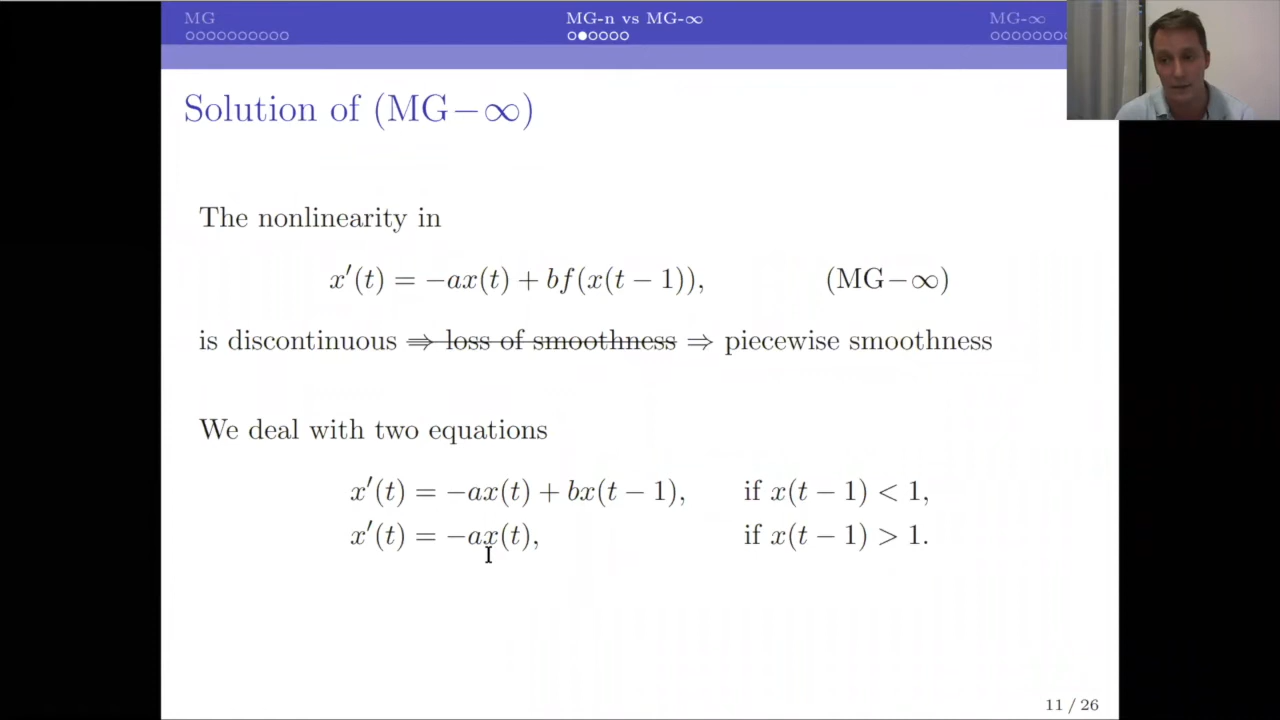 MG MG-n vs MG-∞ MG-∞
Solution of (MG−∞)
The nonlinearity in
x′(t) = −ax(t) + bf(x(t − 1)), (MG−∞)
is discontinuous ⇒ loss of smoothness ⇒ piecewise smoothness
We deal with two equations
x′(t) = −ax(t) + bx(t − 1), if x(t − 1) < 1,
x′(t) = −ax(t), if x(t − 1) > 1.
11 / 26